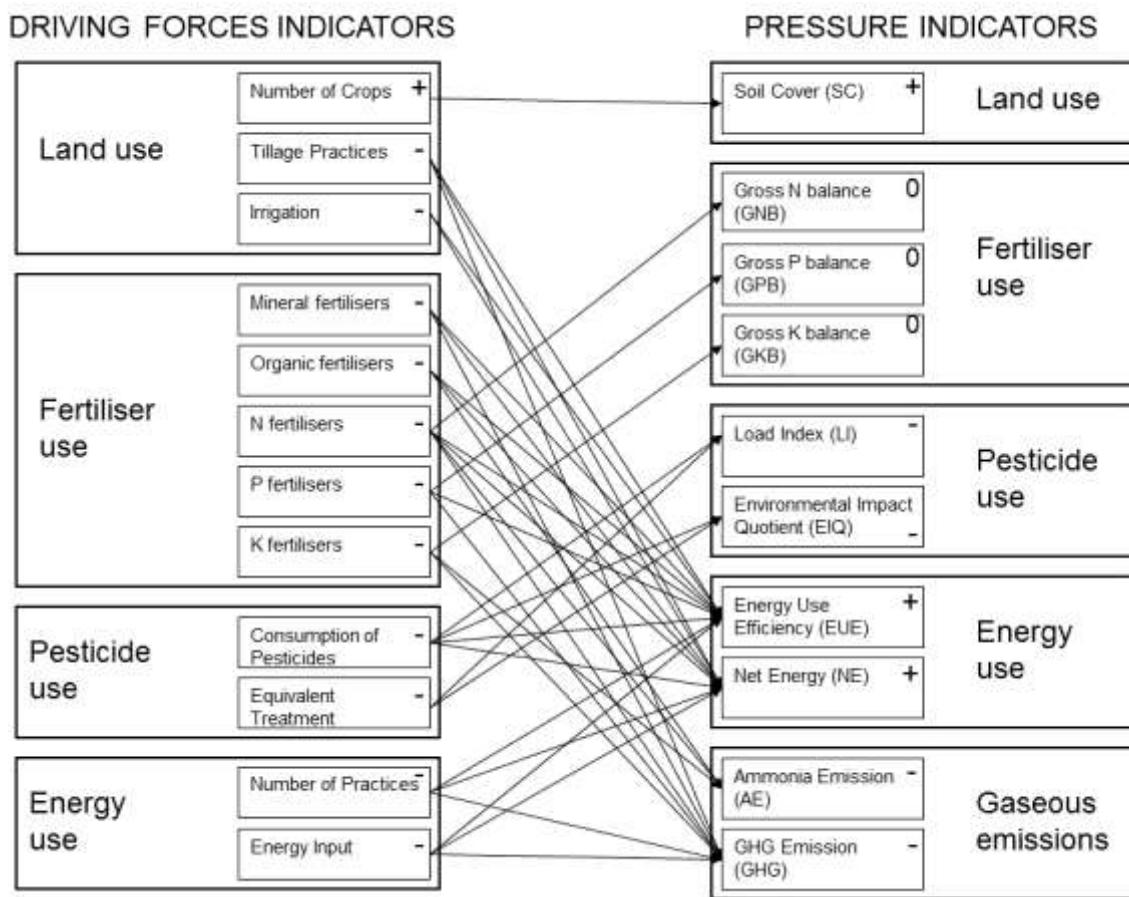 DRIVING FORCES INDICATORS
Land use
Number of Crops +
Tillage Practices -
Irrigation -
Fertiliser
use
Mineral fertilisers -
Organic fertilisers -
N fertilisers -
P fertilisers -
K fertilisers -
Pesticide
use
Consumption of -
Pesticides
Equivalent -
Treatment
Energy
use
Number of Practices -
Energy Input -
PRESSURE INDICATORS
Soil Cover (SC) +
Land use
Gross N balance 0
(GNB)
Gross P balance 0
(GPB)
Gross K balance 0
(GKB)
Fertiliser
use
Load Index (LI) -
Environmental Impact
Quotient (EIQ) -
Pesticide
use
Energy Use +
Efficiency (EUE)
Net Energy (NE) +
Energy
use
Ammonia Emission -
(AE)
GHG Emission -
(GHG)
Gaseous
emissions